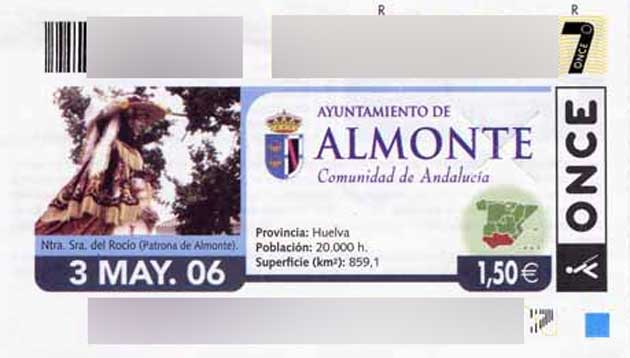 R R
7
ONCE
AYUNTAMIENTO DE
ALMONTE
Comunidad de Andalucía
Ntra. Sra. del Rocío (Patrona de Almonte).
3 MAY. 06
Provincia: Huelva
Población: 20.000 h.
Superficie (km²): 859,1
1,50€
ONCE